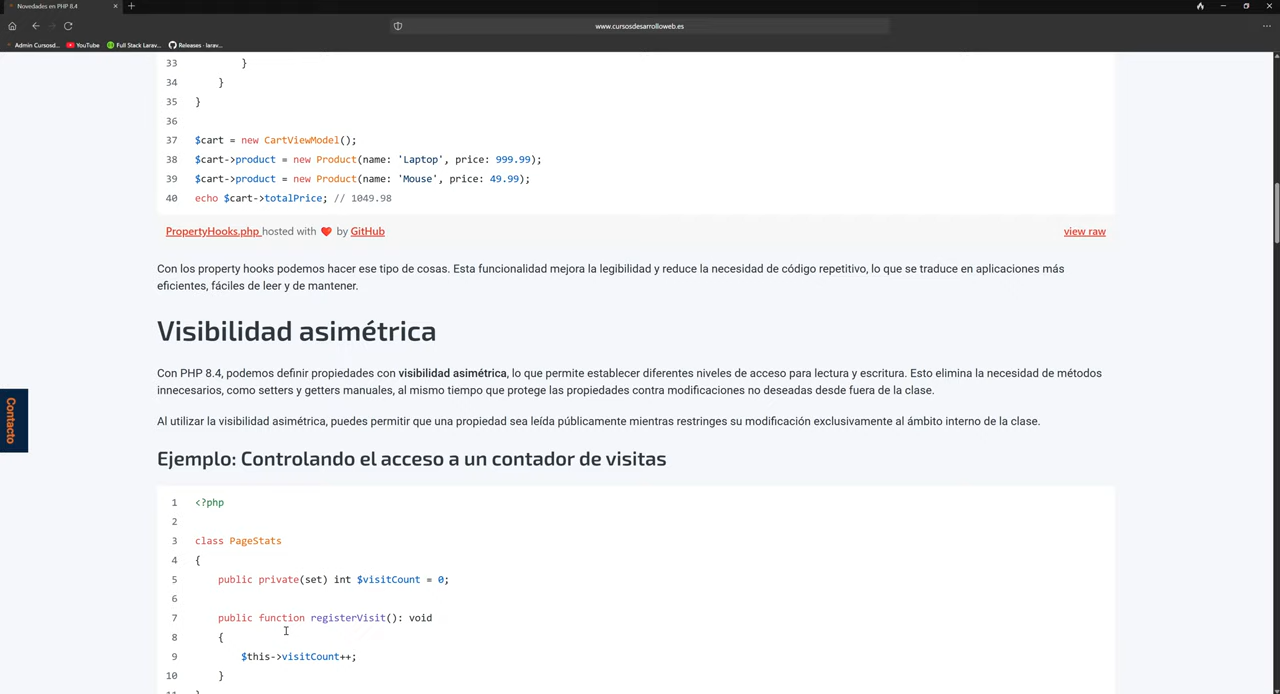 Novedades en PHP 8.4
www.cursosdesarrolloweb.es
Admin Cursosd... YouTube Full Stack Larav... Releases · larav...
33 }
34 }
35 }
36
37 $cart = new CartViewModel();
38 $cart->product = new Product(name: 'Laptop', price: 999.99);
39 $cart->product = new Product(name: 'Mouse', price: 49.99);
40 echo $cart->totalPrice; // 1049.98
PropertyHooks.php hosted with ❤ by GitHub view raw
Con los property hooks podemos hacer ese tipo de cosas. Esta funcionalidad mejora la legibilidad y reduce la necesidad de código repetitivo, lo que se traduce en aplicaciones más
eficientes, fáciles de leer y de mantener.
Visibilidad asimétrica
Con PHP 8.4, podemos definir propiedades con visibilidad asimétrica, lo que permite establecer diferentes niveles de acceso para lectura y escritura. Esto elimina la necesidad de métodos
innecesarios, como setters y getters manuales, al mismo tiempo que protege las propiedades contra modificaciones no deseadas desde fuera de la clase.
Contacto
Al utilizar la visibilidad asimétrica, puedes permitir que una propiedad sea leída públicamente mientras restringes su modificación exclusivamente al ámbito interno de la clase.
Ejemplo: Controlando el acceso a un contador de visitas
1 <?php
2
3 class PageStats
4 {
5 public private(set) int $visitCount = 0;
6
7 public function registerVisit(): void
8 {
9 $this->visitCount++;
10 }
11 }